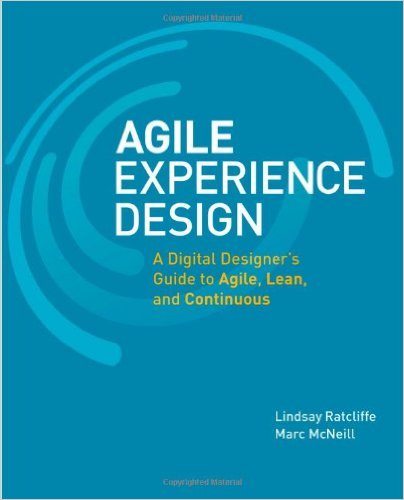 Copyrighted Material
AGILE
EXPERIENCE
DESIGN
A Digital Designer's
Guide to Agile, Lean,
and Continuous
Lindsay Ratcliffe
Marc McNeill
Copyrighted Material